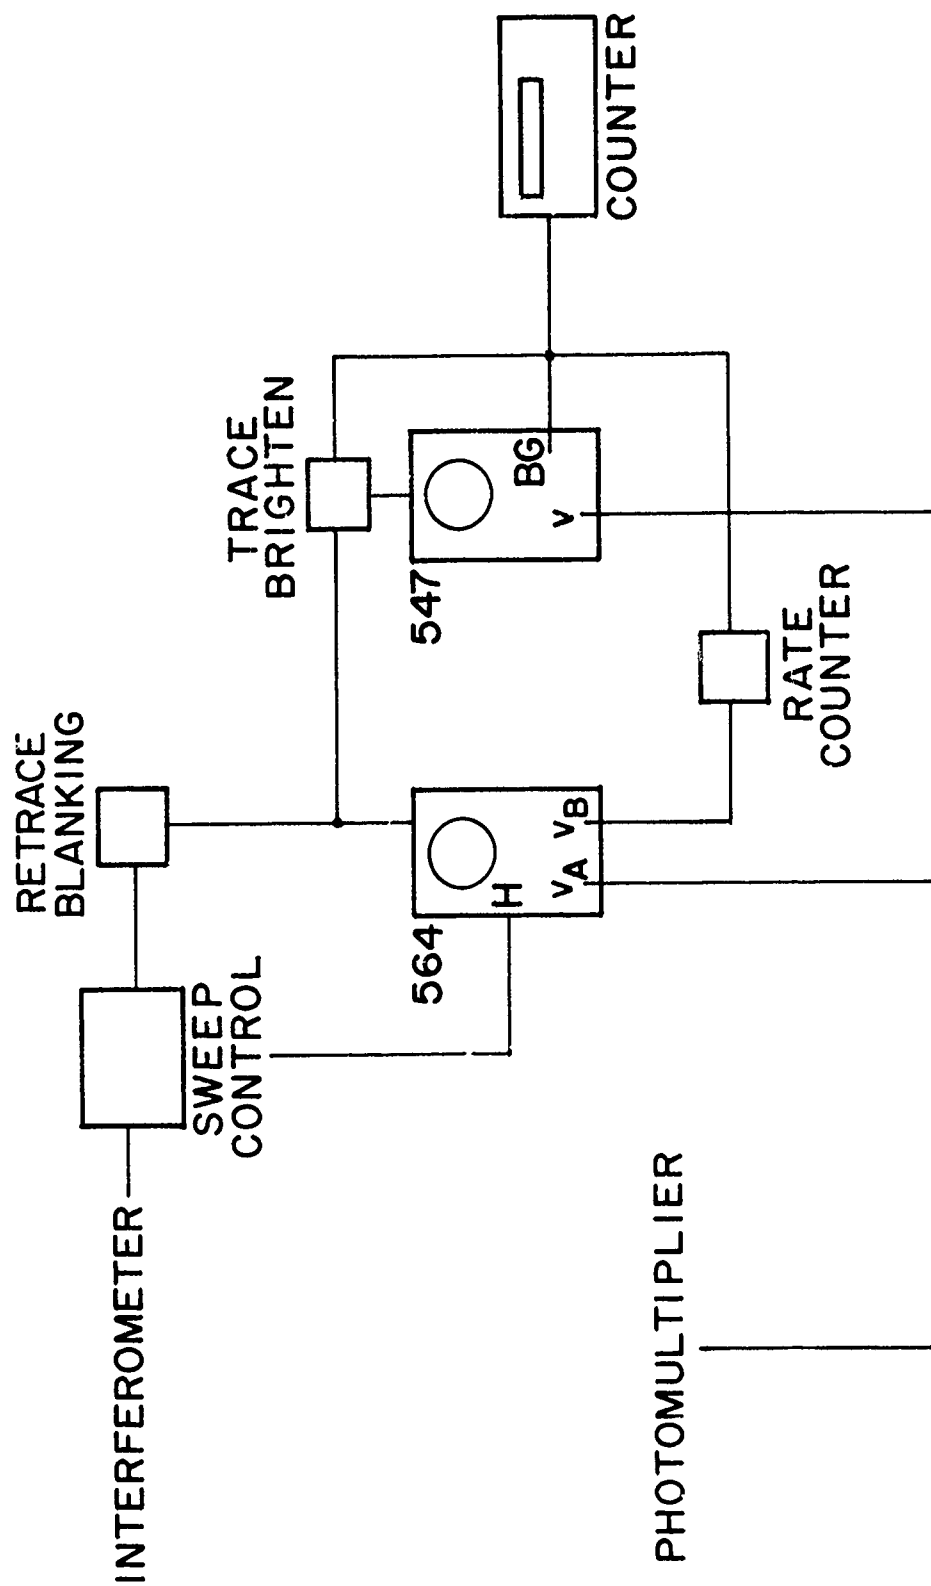 INTERFEROMETER
SWEEP
CONTROL
RETRACE
BLANKING
TRACE
BRIGHTEN
564
H
VA
VB
547
BG
V
COUNTER
RATE
COUNTER
PHOTOMULTIPLIER